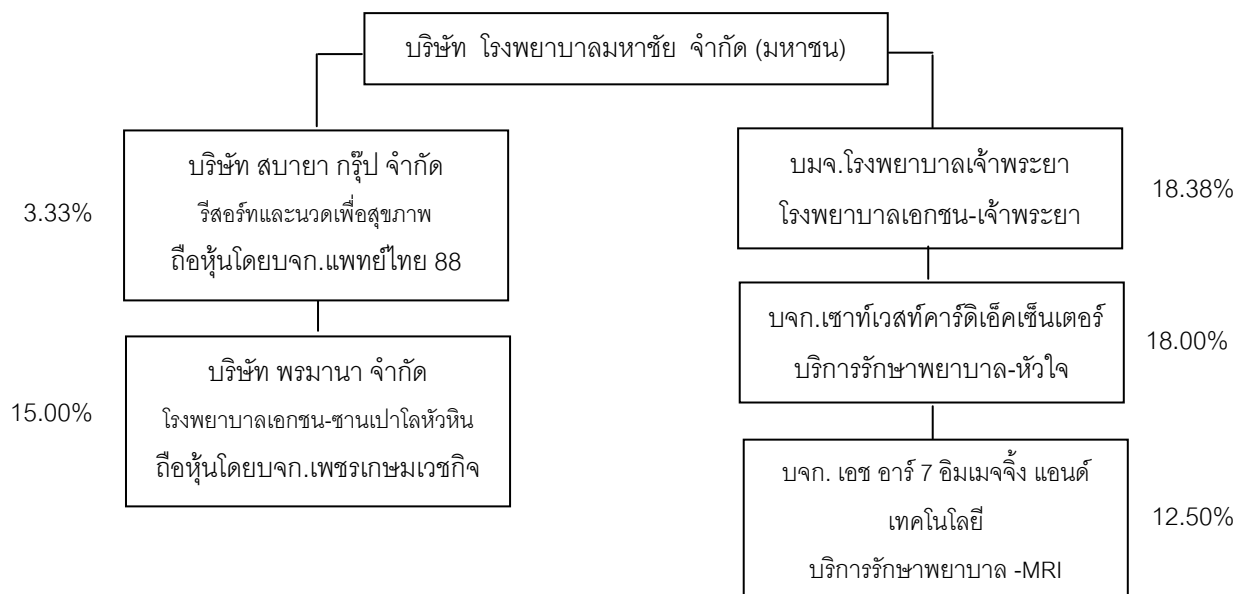 บริษัท โรงพยาบาลมหาชัย จำกัด (มหาชน)
บริษัท สบายา กรุ๊ป จำกัด
รีสอร์ทและนวดเพื่อสุขภาพ
ถือหุ้นโดยบจก.แพทย์ไทย 88
3.33%
บริษัท พรมานา จำกัด
โรงพยาบาลเอกชน-ซานเปาโลหัวหิน
ถือหุ้นโดยบจก.เพชรเกษมเวชกิจ
15.00%
บมจ.โรงพยาบาลเจ้าพระยา
โรงพยาบาลเอกชน-เจ้าพระยา
18.38%
บจก.เซาท์เวสท์คาร์ดิเอ็คเซ็นเตอร์
บริการรักษาพยาบาล-หัวใจ
18.00%
บจก. เอช อาร์ 7 อิมเมจจิ้ง แอนด์
เทคโนโลยี
บริการรักษาพยาบาล -MRI
12.50%